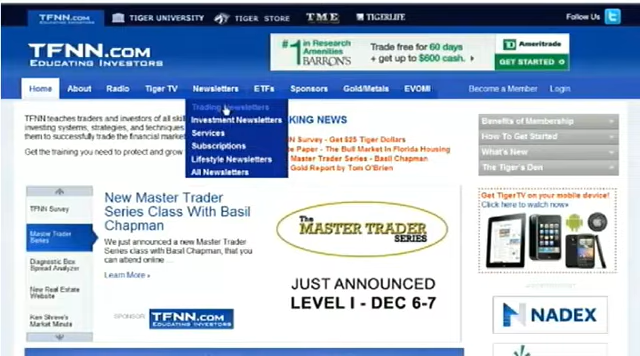 TFNN.COM
TIGER UNIVERSITY
TIGER STORE
TME
TIGERLIFE
Follow Us
TFNN.COM
EDUCATING INVESTORS
#1 in Research
Amenities
BARRON'S
Trade free for 60 days
+ get up to $600 cash.
Ameritrade
GET STARTED
Home About Radio Tiger TV Newsletters ETFs Sponsors Gold/Metals EVOMI
Become a Member Login
Trading Newsletters
Investment Newsletters
Services
Subscriptions
Lifestyle Newsletters
All Newsletters
TFNN teaches traders and investors of all skil
investing systems, strategies, and techniques
them to successfully trade the financial market
Get the training you need to protect and grow
KING NEWS
N Survey - Get $25 Tiger Dollars
e Paper - The Bull Market In Florida Housing
Master Trader Series - Basil Chapman
Gold Report by Tom O'Brien
Benefits of Membership
How To Get Started
What's New
The Tiger's Den
TFNN Survey
Master Trader
Series
Diagnostic Box
Spread Analyzer
New Real Estate
Website
Ken Shreve's
Market Minute
New Master Trader
Series Class With Basil
Chapman
We just announced a new Master Trader
Series class with Basil Chapman, that you
can attend online ...
Learn More
SPONSOR:
TFNN.COM
EDUCATING INVESTORS
The
MASTER TRADER
SERIES
JUST ANNOUNCED
LEVEL I - DEC 6-7
Get TigerTV on your mobile device!
Click here to watch now
ADVERTISEMENT
NADEX